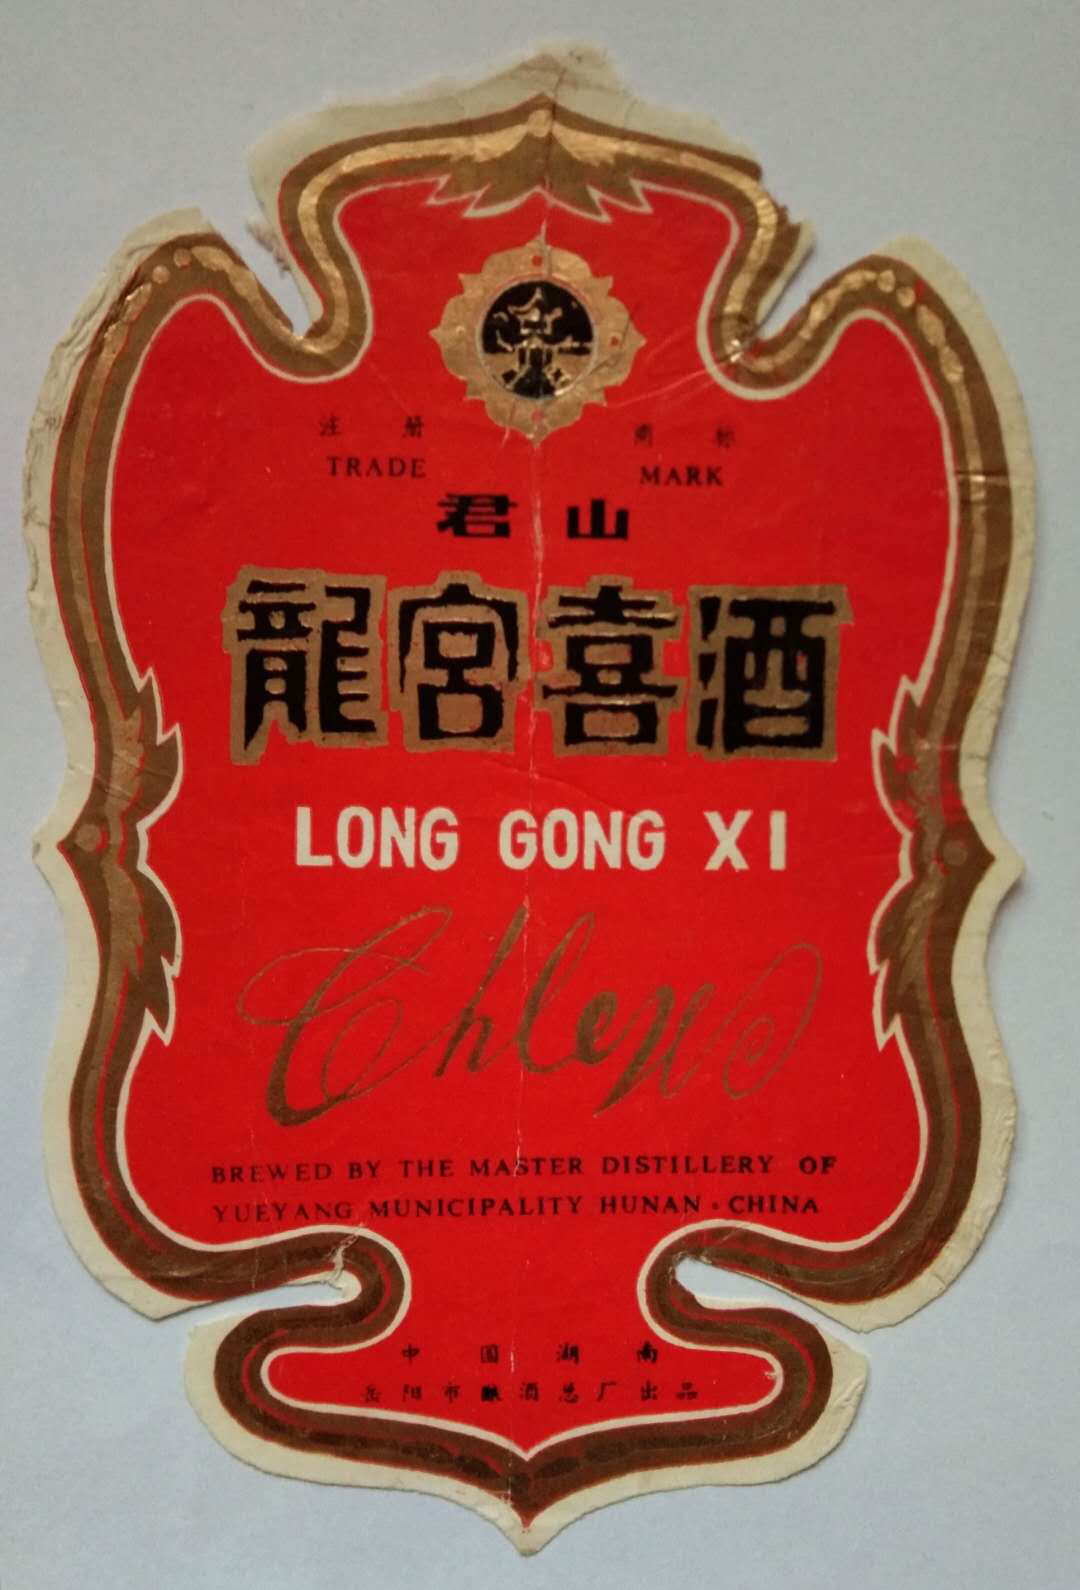 注册 商标
TRADE MARK
君山
龍宮喜酒
LONG GONG XI
Chlew
BREWED BY THE MASTER DISTILLERY OF
YUEYANG MUNICIPALITY HUNAN·CHINA
中国湖南
岳阳市酿酒总厂出品